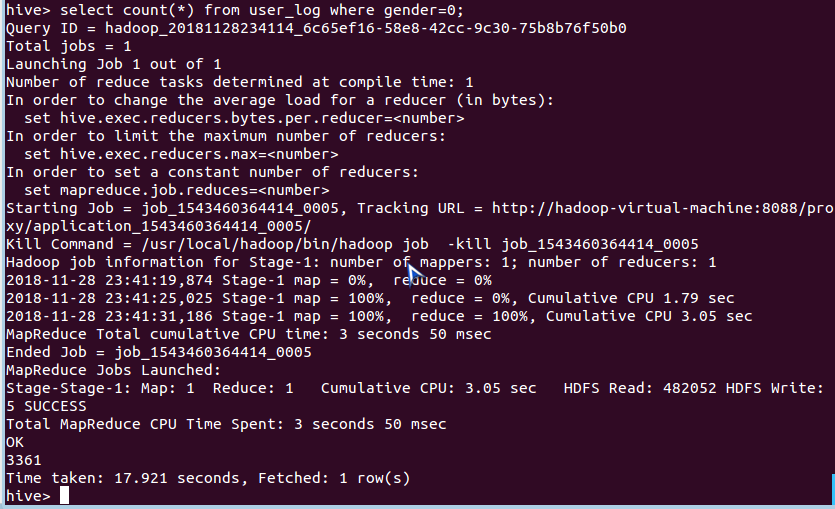 hive> select count(*) from user_log where gender=0;
Query ID = hadoop_20181128234114_6c65ef16-58e8-42cc-9c30-75b8b76f50b0
Total jobs = 1
Launching Job 1 out of 1
Number of reduce tasks determined at compile time: 1
In order to change the average load for a reducer (in bytes):
  set hive.exec.reducers.bytes.per.reducer=<number>
In order to limit the maximum number of reducers:
  set hive.exec.reducers.max=<number>
In order to set a constant number of reducers:
  set mapreduce.job.reduces=<number>
Starting Job = job_1543460364414_0005, Tracking URL = http://hadoop-virtual-machine:8088/pro
xy/application_1543460364414_0005/
Kill Command = /usr/local/hadoop/bin/hadoop job  -kill job_1543460364414_0005
Hadoop job information for Stage-1: number of mappers: 1; number of reducers: 1
2018-11-28 23:41:19,874 Stage-1 map = 0%,  reduce = 0%
2018-11-28 23:41:25,025 Stage-1 map = 100%,  reduce = 0%, Cumulative CPU 1.79 sec
2018-11-28 23:41:31,186 Stage-1 map = 100%,  reduce = 100%, Cumulative CPU 3.05 sec
MapReduce Total cumulative CPU time: 3 seconds 50 msec
Ended Job = job_1543460364414_0005
MapReduce Jobs Launched:
Stage-Stage-1: Map: 1  Reduce: 1   Cumulative CPU: 3.05 sec   HDFS Read: 482052 HDFS Write:
5 SUCCESS
Total MapReduce CPU Time Spent: 3 seconds 50 msec
OK
3361
Time taken: 17.921 seconds, Fetched: 1 row(s)
hive>